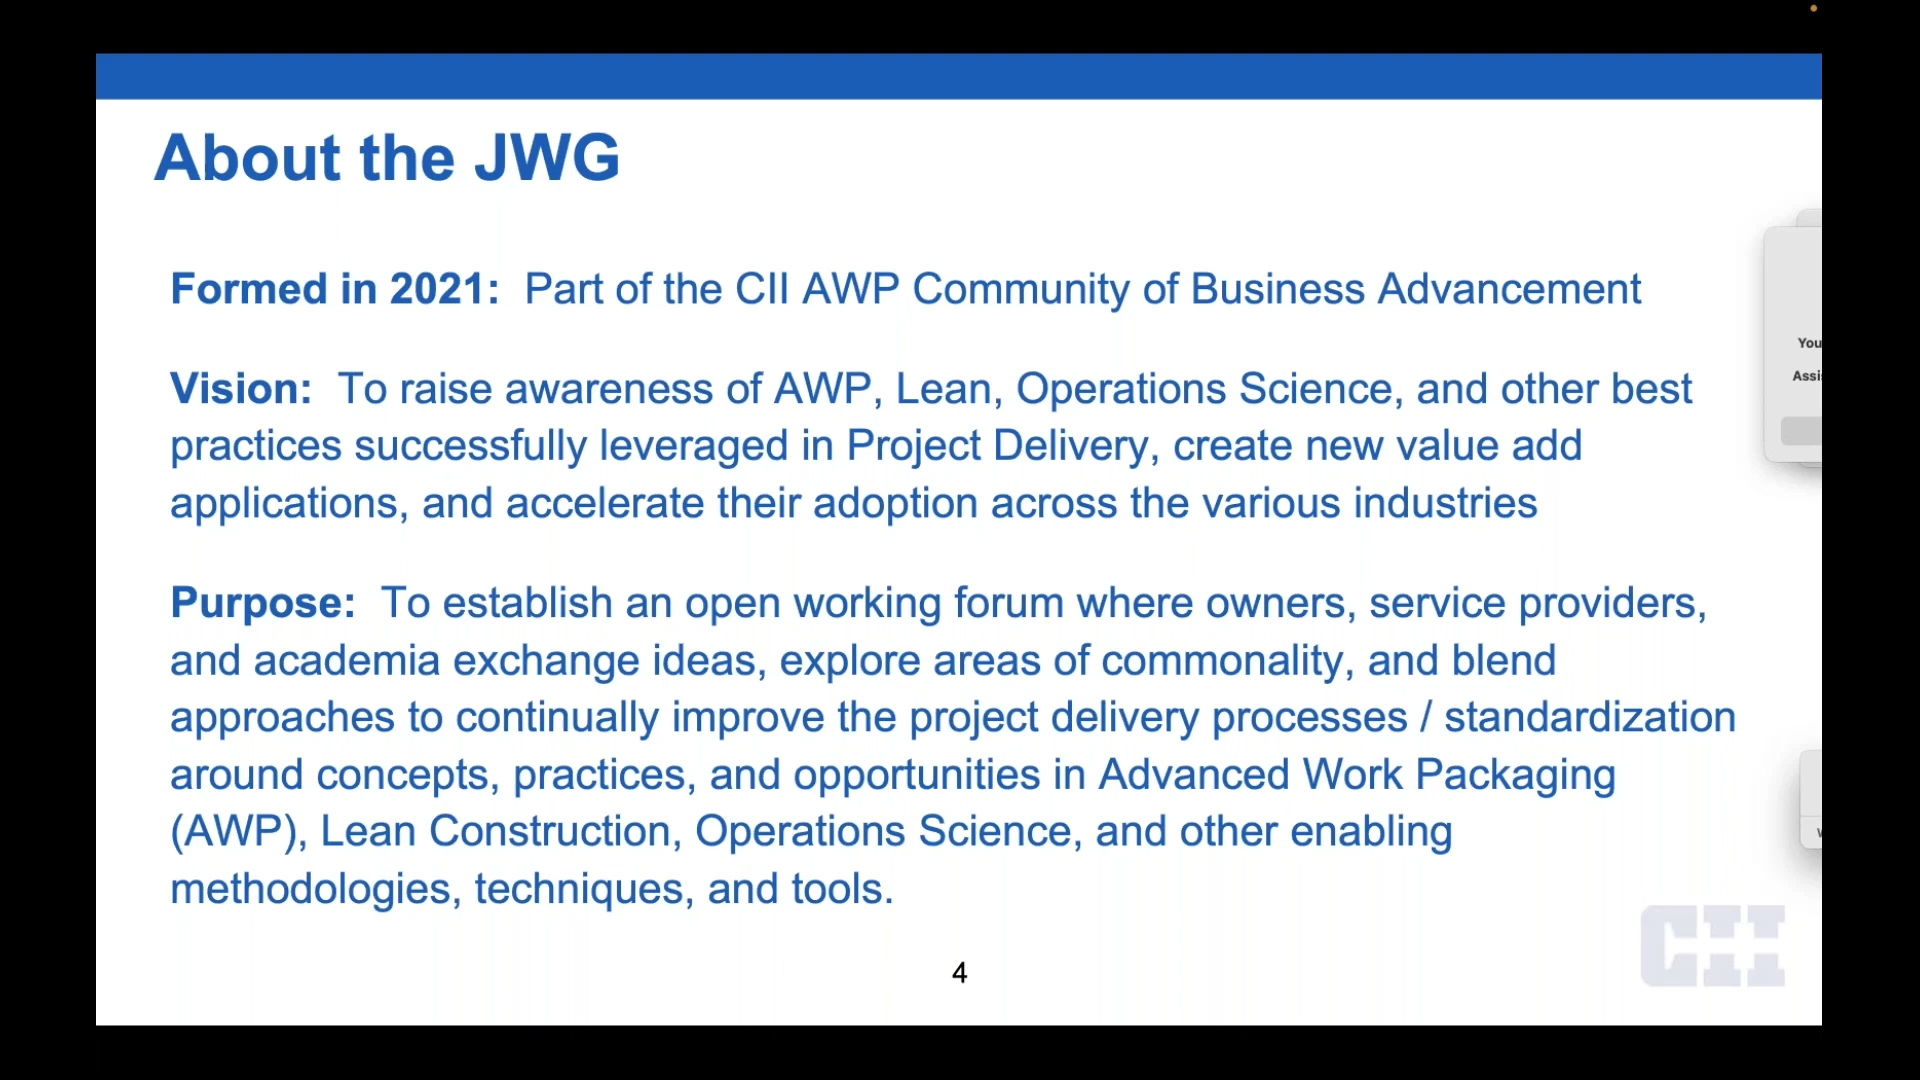 About the JWG
Formed in 2021: Part of the CII AWP Community of Business Advancement
Vision: To raise awareness of AWP, Lean, Operations Science, and other best
practices successfully leveraged in Project Delivery, create new value add
applications, and accelerate their adoption across the various industries
You
Assi
Purpose: To establish an open working forum where owners, service providers,
and academia exchange ideas, explore areas of commonality, and blend
approaches to continually improve the project delivery processes / standardization
around concepts, practices, and opportunities in Advanced Work Packaging
(AWP), Lean Construction, Operations Science, and other enabling
methodologies, techniques, and tools.
CII
4